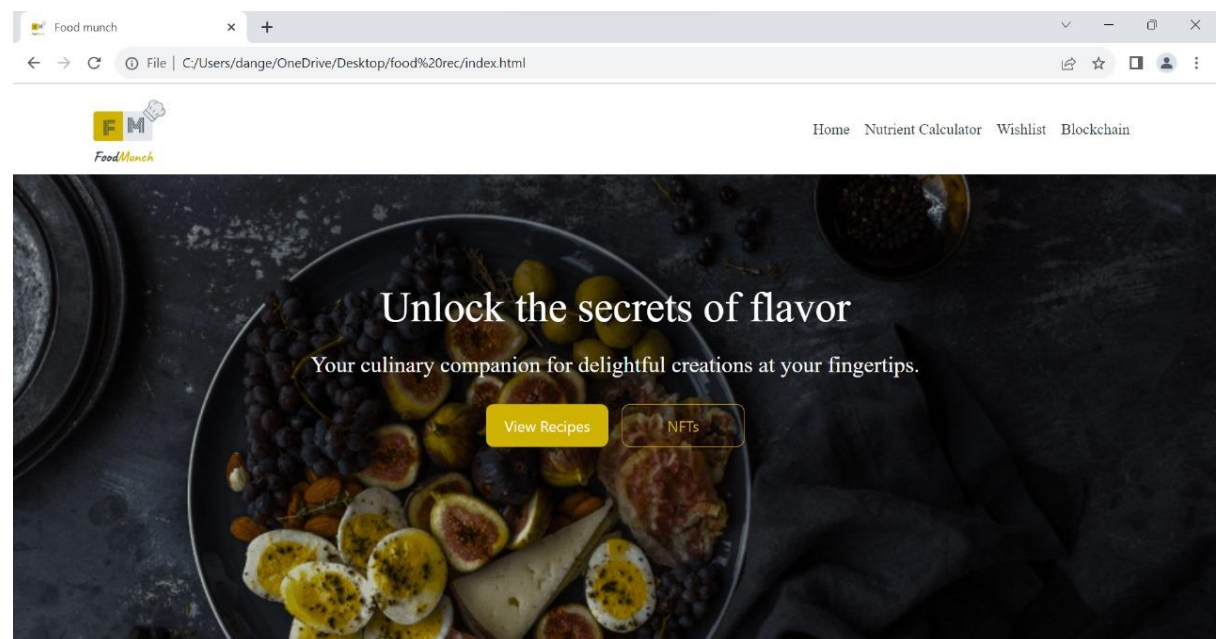 Food munch
File | C:/Users/dange/OneDrive/Desktop/food%20rec/index.html
FM
FoodMunch
Home Nutrient Calculator Wishlist Blockchain
Unlock the secrets of flavor
Your culinary companion for delightful creations at your fingertips.
View Recipes NFTs